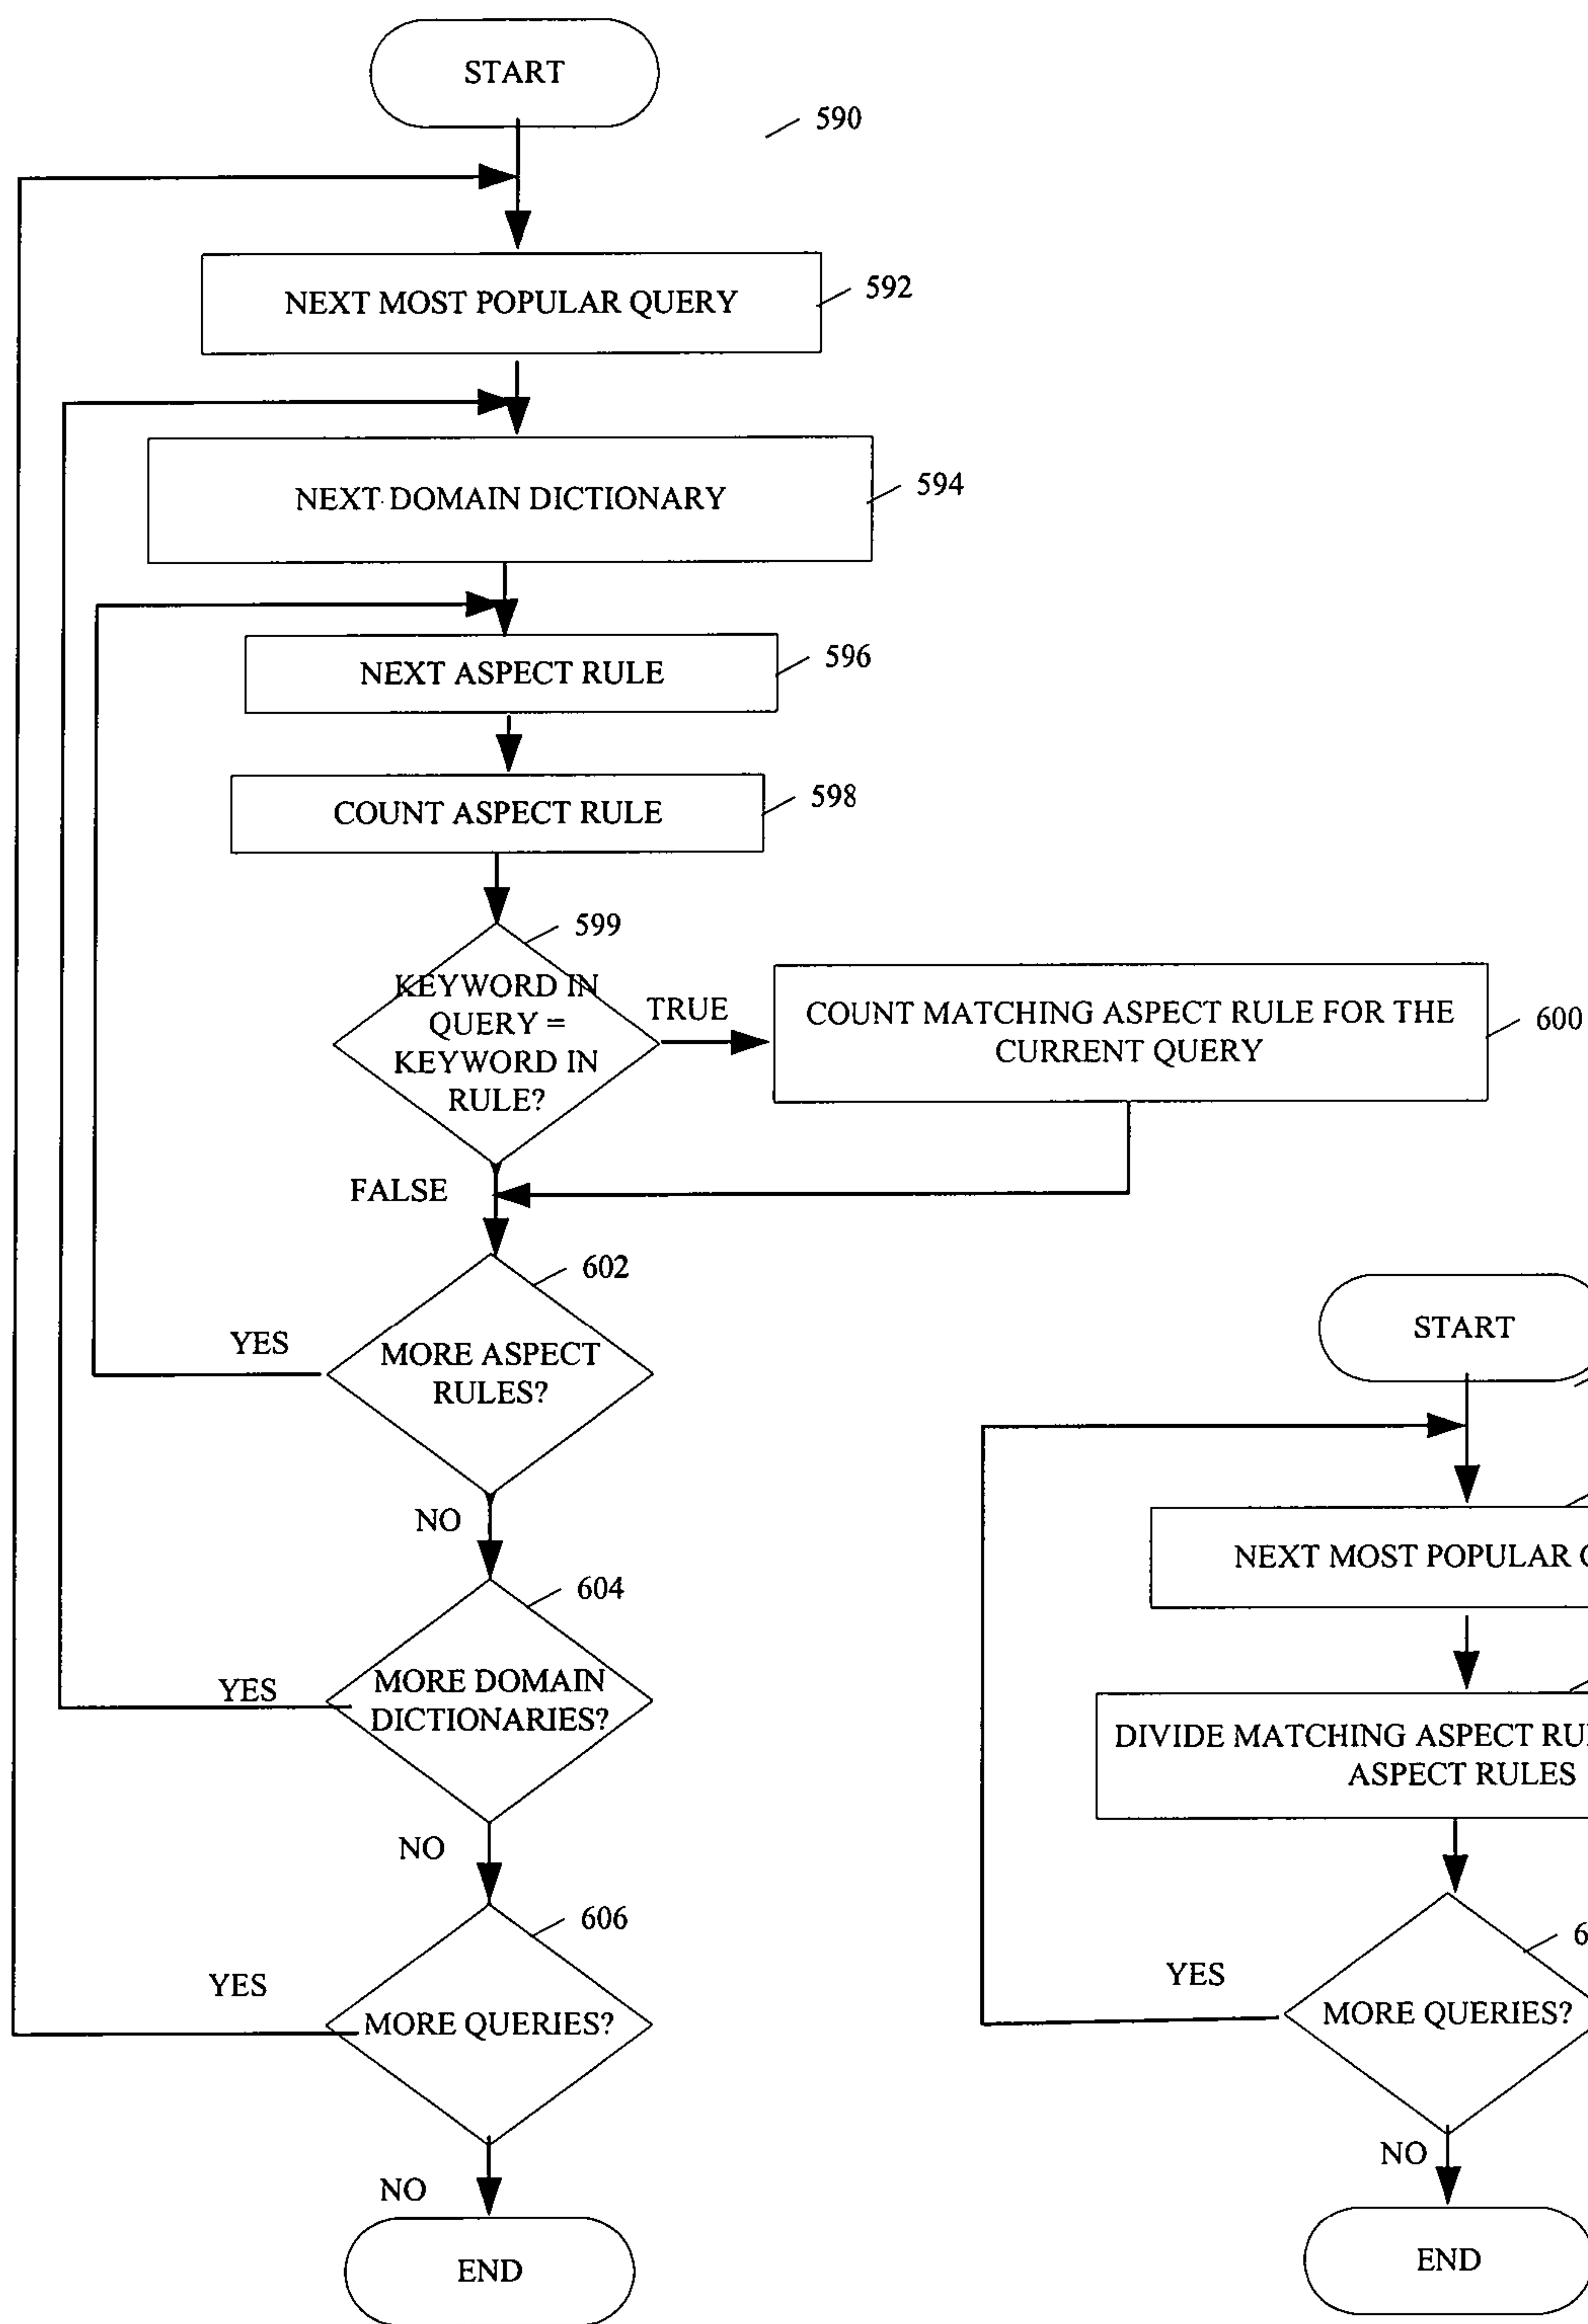 START
590
NEXT MOST POPULAR QUERY
592
NEXT DOMAIN DICTIONARY
594
NEXT ASPECT RULE
596
COUNT ASPECT RULE
598
599
KEYWORD IN
QUERY =
KEYWORD IN
RULE?
TRUE
COUNT MATCHING ASPECT RULE FOR THE
CURRENT QUERY
600
FALSE
602
MORE ASPECT
RULES?
YES
NO
604
MORE DOMAIN
DICTIONARIES?
YES
NO
606
MORE QUERIES?
YES
NO
END
START
NEXT MOST POPULAR
DIVIDE MATCHING ASPECT
ASPECT RULES
MORE QUERIES?
YES
NO
END